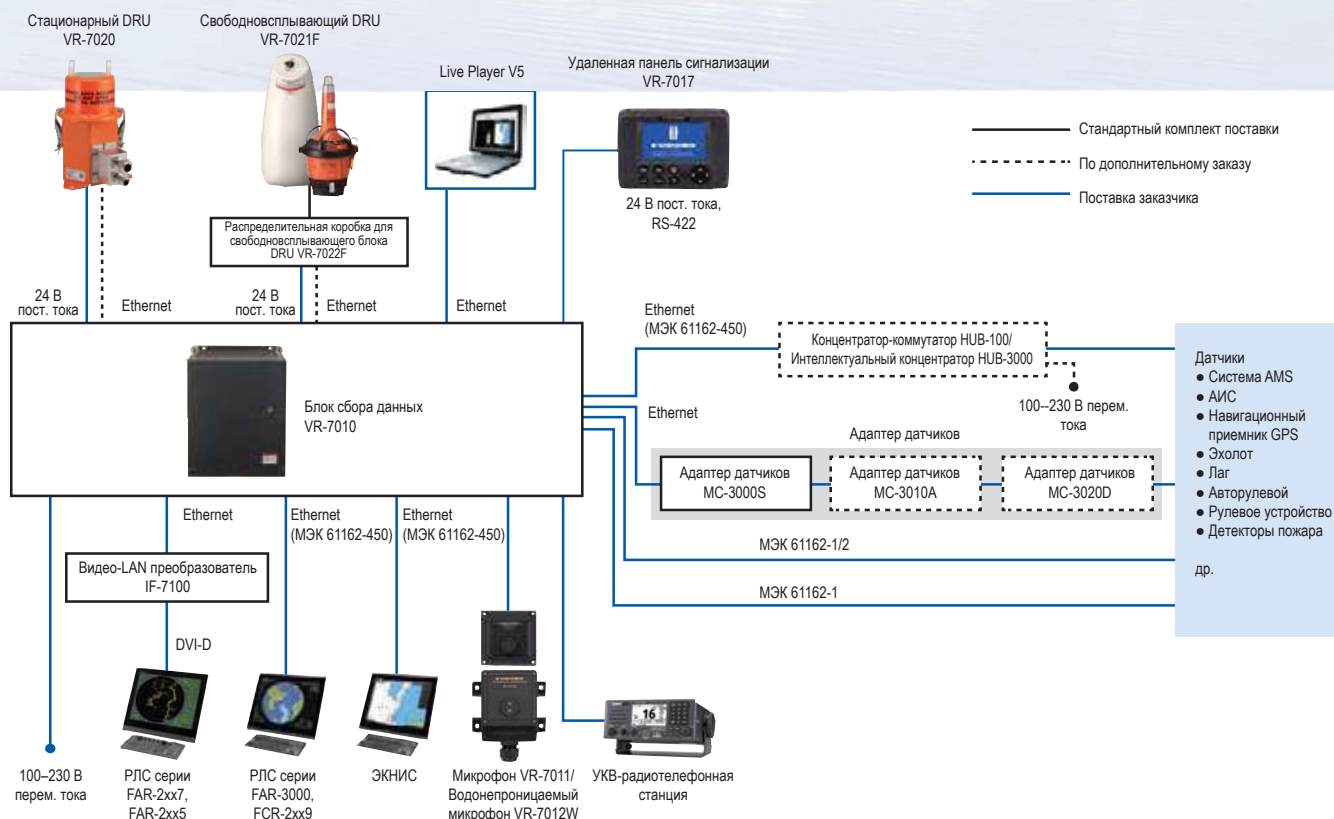 Стационарный DRU
VR-7020
Свободновсплывающий DRU
VR-7021F
Live Player V5
Удаленная панель сигнализации
VR-7017
Стандартный комплект поставки
По дополнительному заказу
Поставка заказчика
24 В пост. тока,
RS-422
Распределительная коробка для
свободновсплывающего блока
DRU VR-7022F
24 В
пост. тока
Ethernet
24 В
пост. тока
Ethernet
Ethernet
Ethernet
(МЭК 61162-450)
Концентратор-коммутатор HUB-100/
Интеллектуальный концентратор HUB-3000
100--230 В перем.
тока
Блок сбора данных
VR-7010
Ethernet
Адаптер датчиков
Адаптер датчиков
MC-3000S
Адаптер датчиков
MC-3010A
Адаптер датчиков
MC-3020D
МЭК 61162-1/2
МЭК 61162-1
Датчики
● Система AMS
● АИС
● Навигационный
приемник GPS
● Эхолот
● Лаг
● Авторулевой
● Рулевое устройство
● Детекторы пожара
др.
Ethernet
Ethernet
(МЭК 61162-450)
Ethernet
(МЭК 61162-450)
Видео-LAN преобразователь
IF-7100
DVI-D
16
100–230 В
перем. тока
РЛС серии
FAR-2xx7,
FAR-2xx5
РЛС серии
FAR-3000,
FCR-2xx9
ЭКНИС
Микрофон VR-7011/
Водонепроницаемый
микрофон VR-7012W
УКВ-радиотелефонная
станция